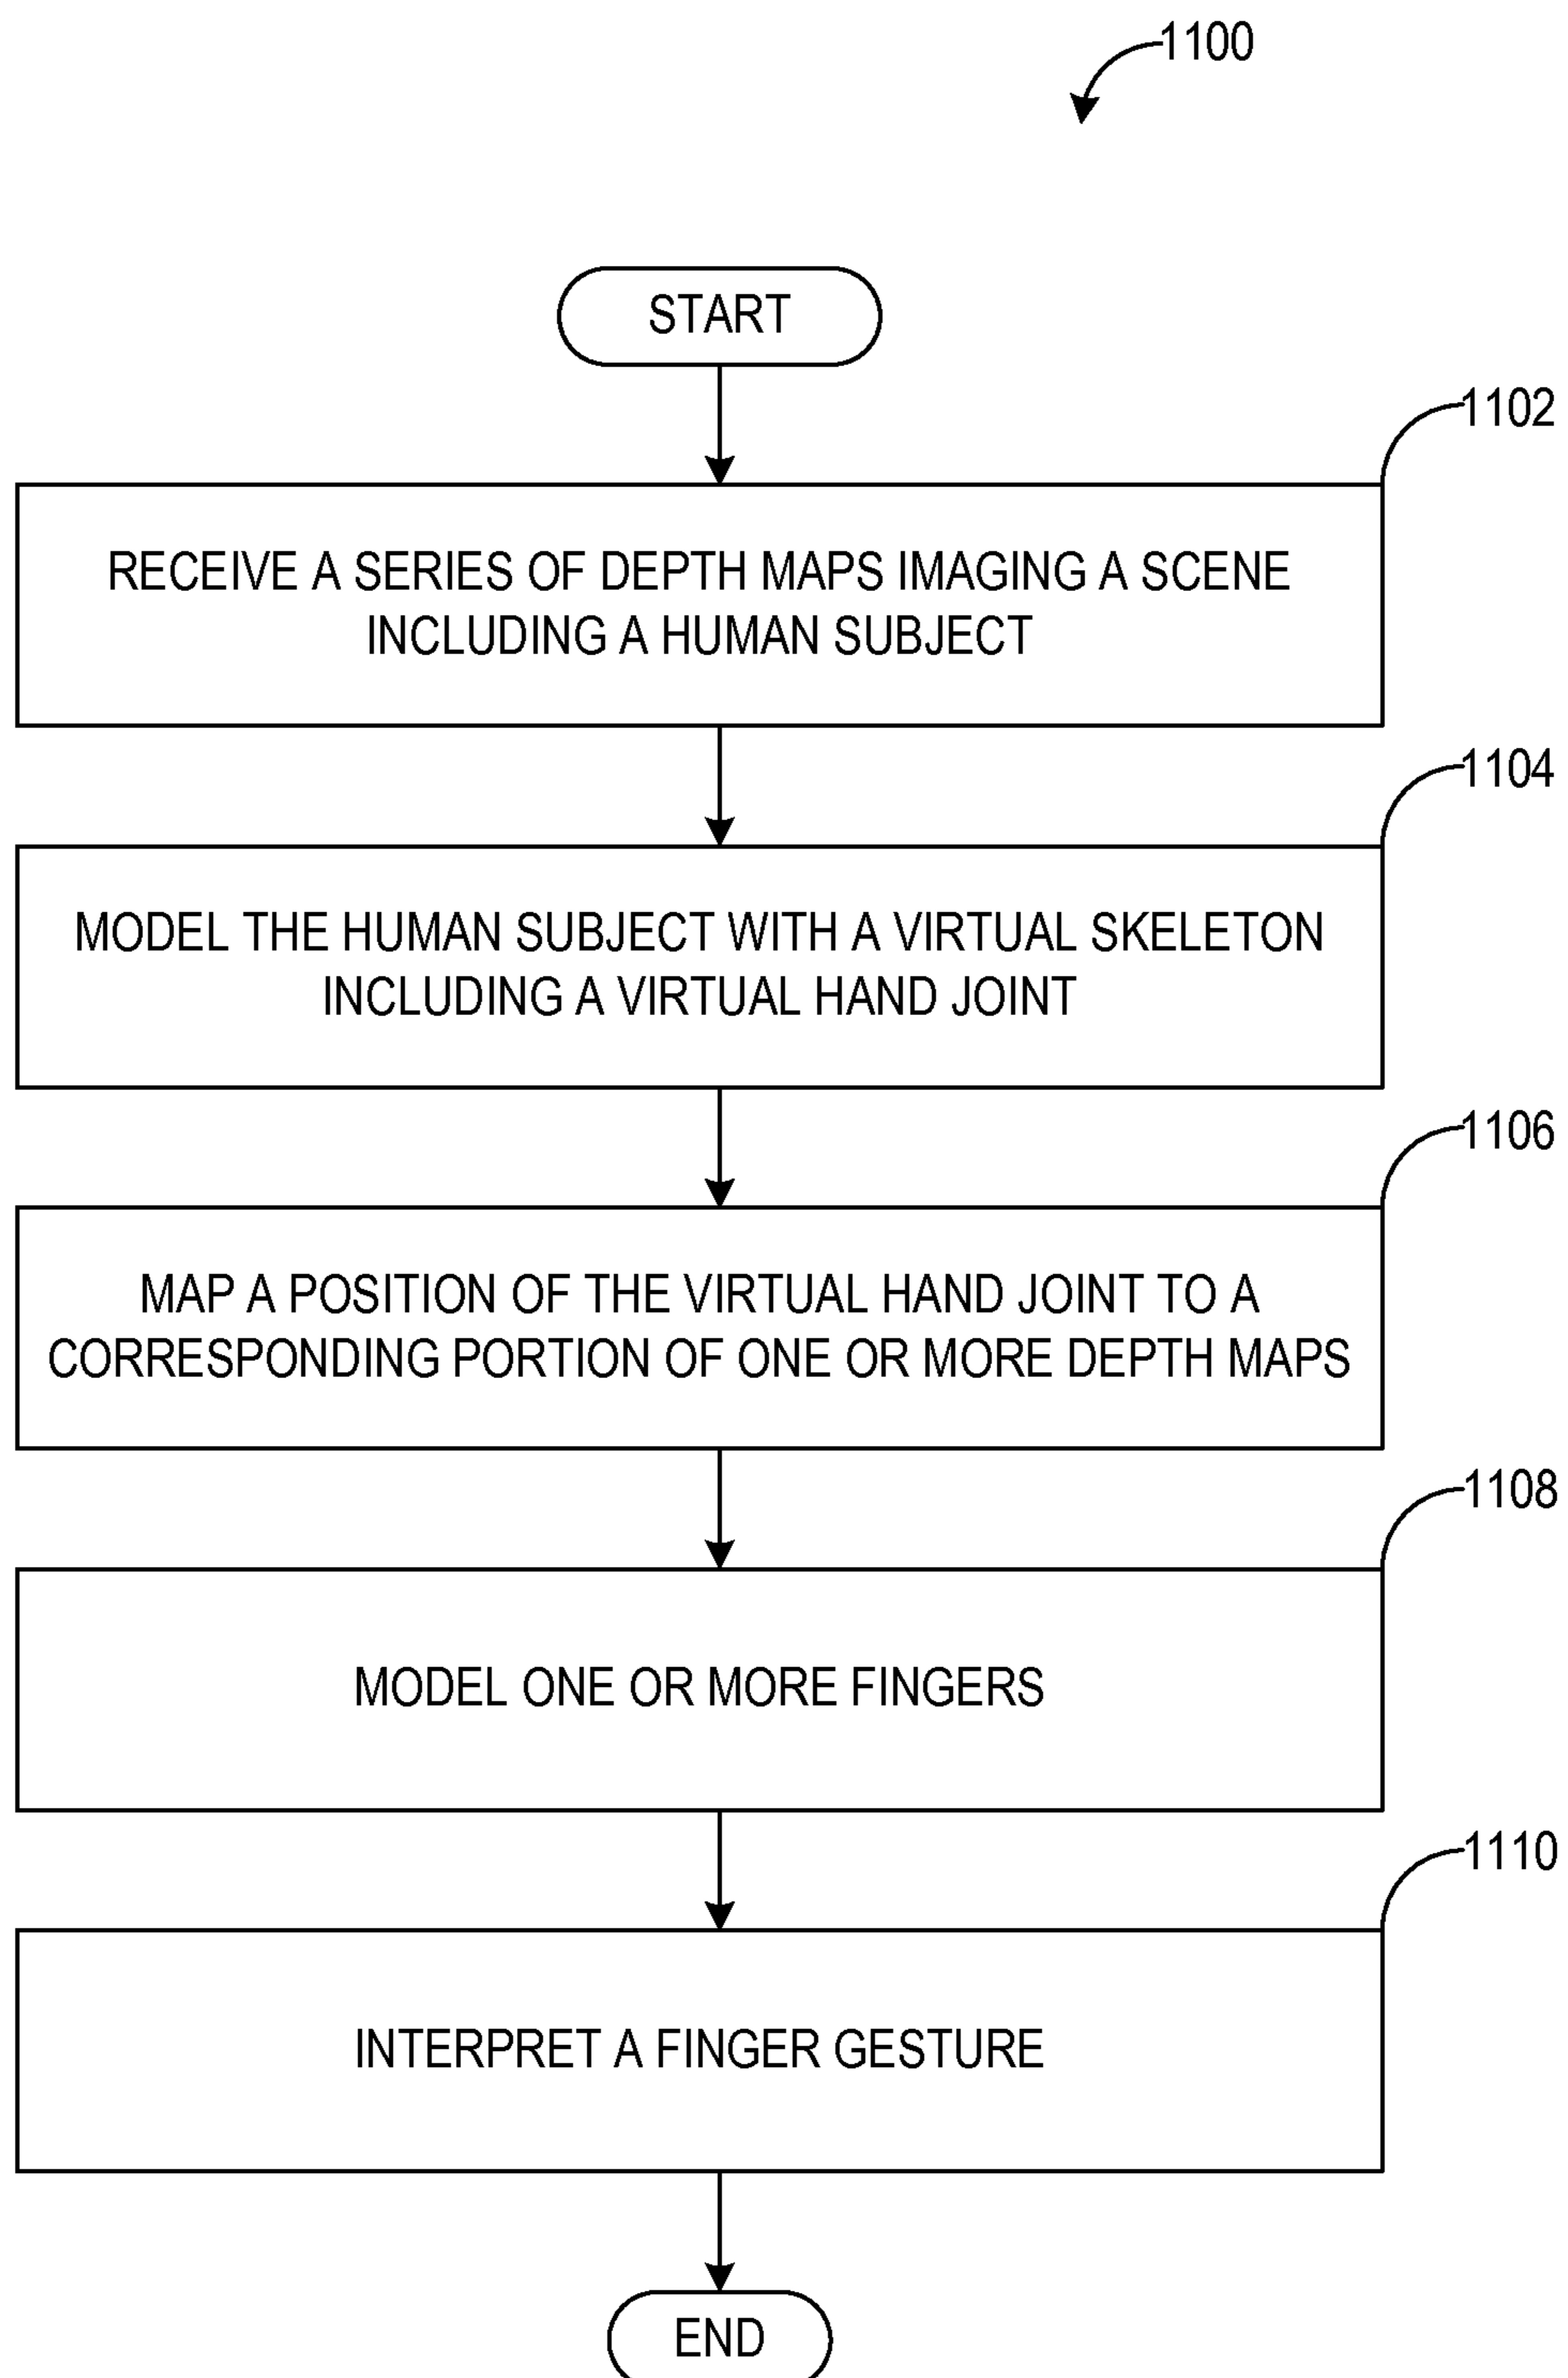 1100
START
1102
RECEIVE A SERIES OF DEPTH MAPS IMAGING A SCENE
INCLUDING A HUMAN SUBJECT
1104
MODEL THE HUMAN SUBJECT WITH A VIRTUAL SKELETON
INCLUDING A VIRTUAL HAND JOINT
1106
MAP A POSITION OF THE VIRTUAL HAND JOINT TO A
CORRESPONDING PORTION OF ONE OR MORE DEPTH MAPS
1108
MODEL ONE OR MORE FINGERS
1110
INTERPRET A FINGER GESTURE
END